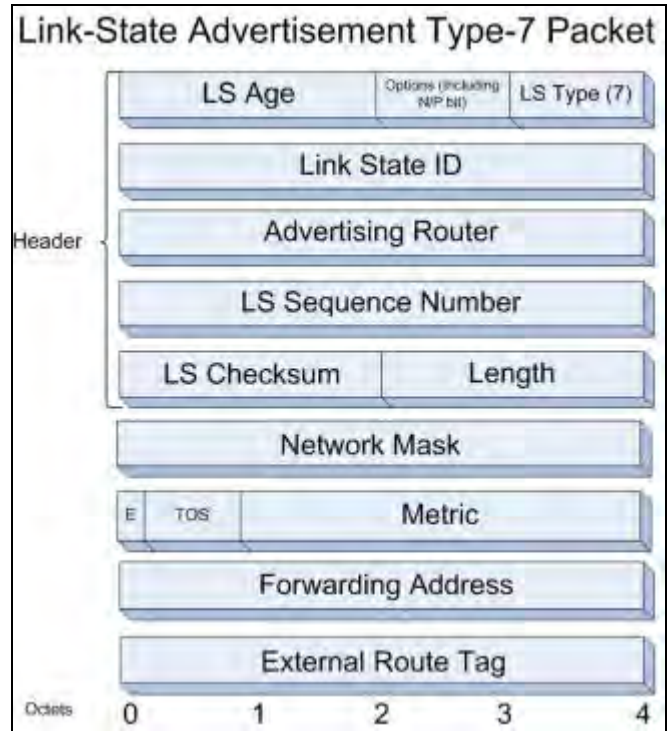 Link-State Advertisement Type-7 Packet
LS Age
Options (including
N/P bit)
LS Type (7)
Link State ID
Header
Advertising Router
LS Sequence Number
LS Checksum
Length
Network Mask
E
TOS
Metric
Forwarding Address
External Route Tag
Octets 0 1 2 3 4